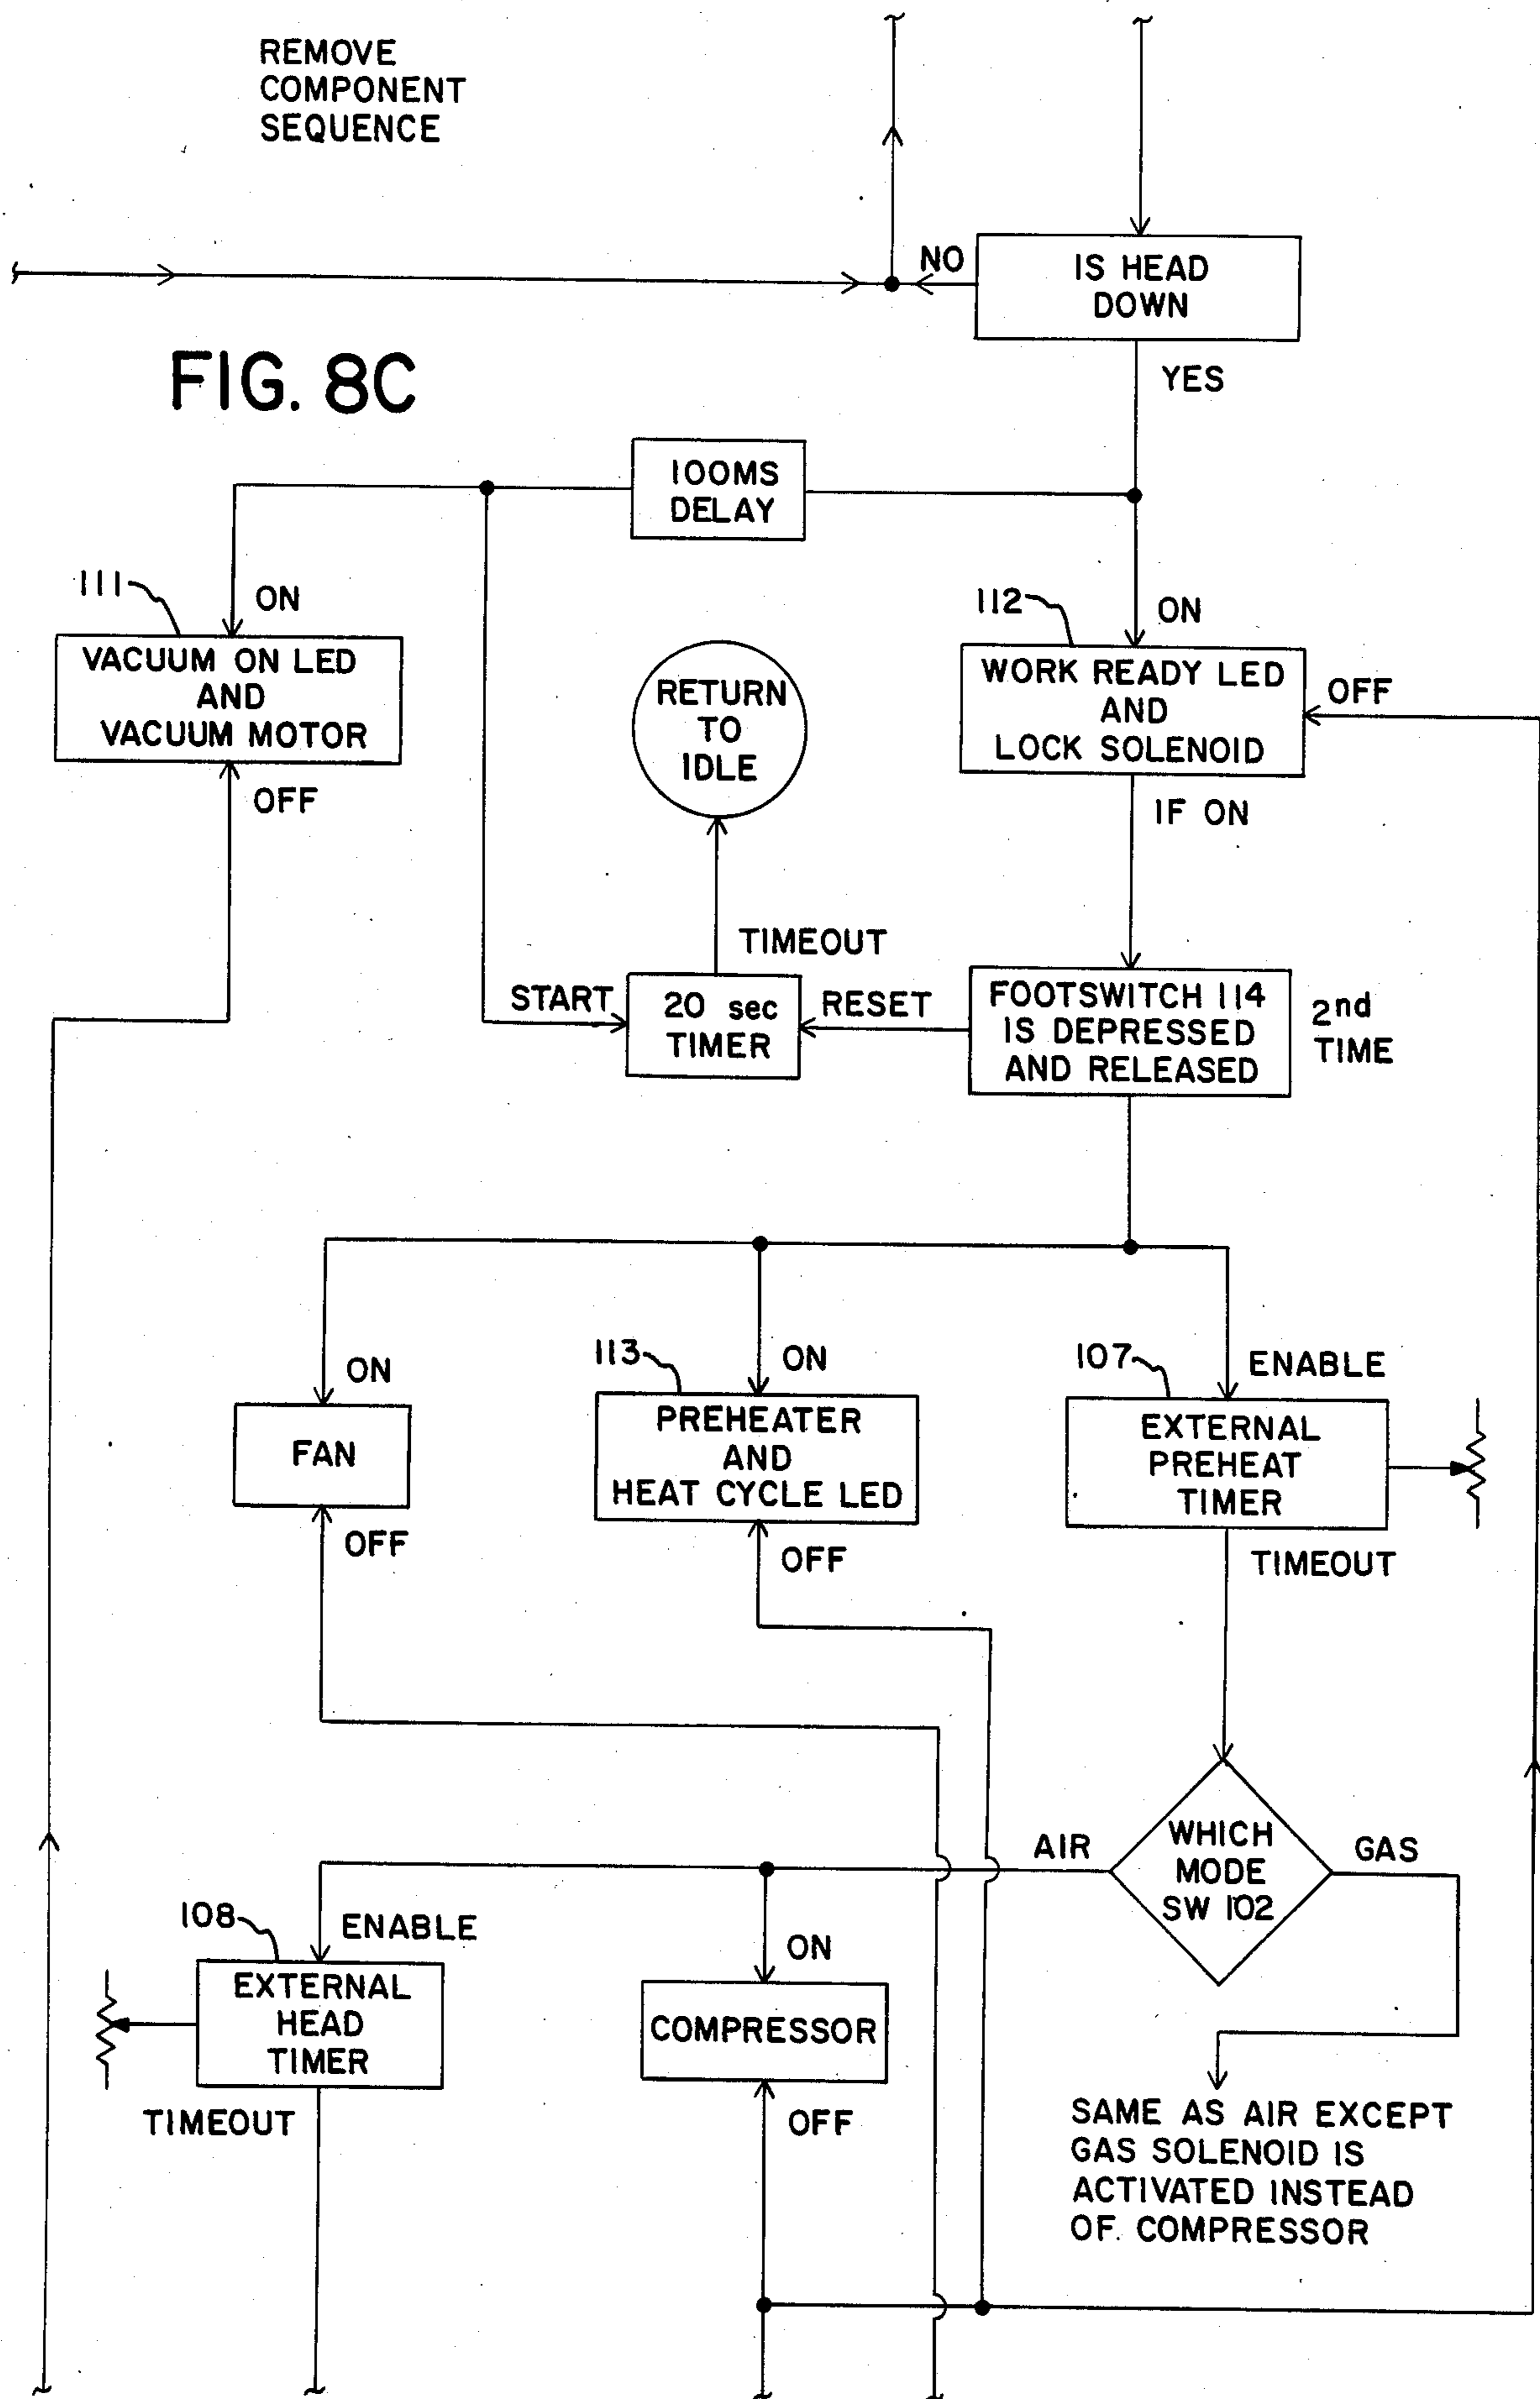 REMOVE
COMPONENT
SEQUENCE
NO
IS HEAD
DOWN
FIG. 8C
YES
100MS
DELAY
111
ON
112
ON
VACUUM ON LED
AND
VACUUM MOTOR
RETURN
TO
IDLE
WORK READY LED
AND
LOCK SOLENOID
OFF
OFF
IF ON
TIMEOUT
START
20 sec
TIMER
RESET
FOOTSWITCH 114
IS DEPRESSED
AND RELEASED
2nd
TIME
ON
113
ON
107
ENABLE
FAN
PREHEATER
AND
HEAT CYCLE LED
EXTERNAL
PREHEAT
TIMER
OFF
OFF
TIMEOUT
AIR
WHICH
MODE
SW 102
GAS
108
ENABLE
ON
EXTERNAL
HEAD
TIMER
COMPRESSOR
TIMEOUT
OFF
SAME AS AIR EXCEPT
GAS SOLENOID IS
ACTIVATED INSTEAD
OF COMPRESSOR